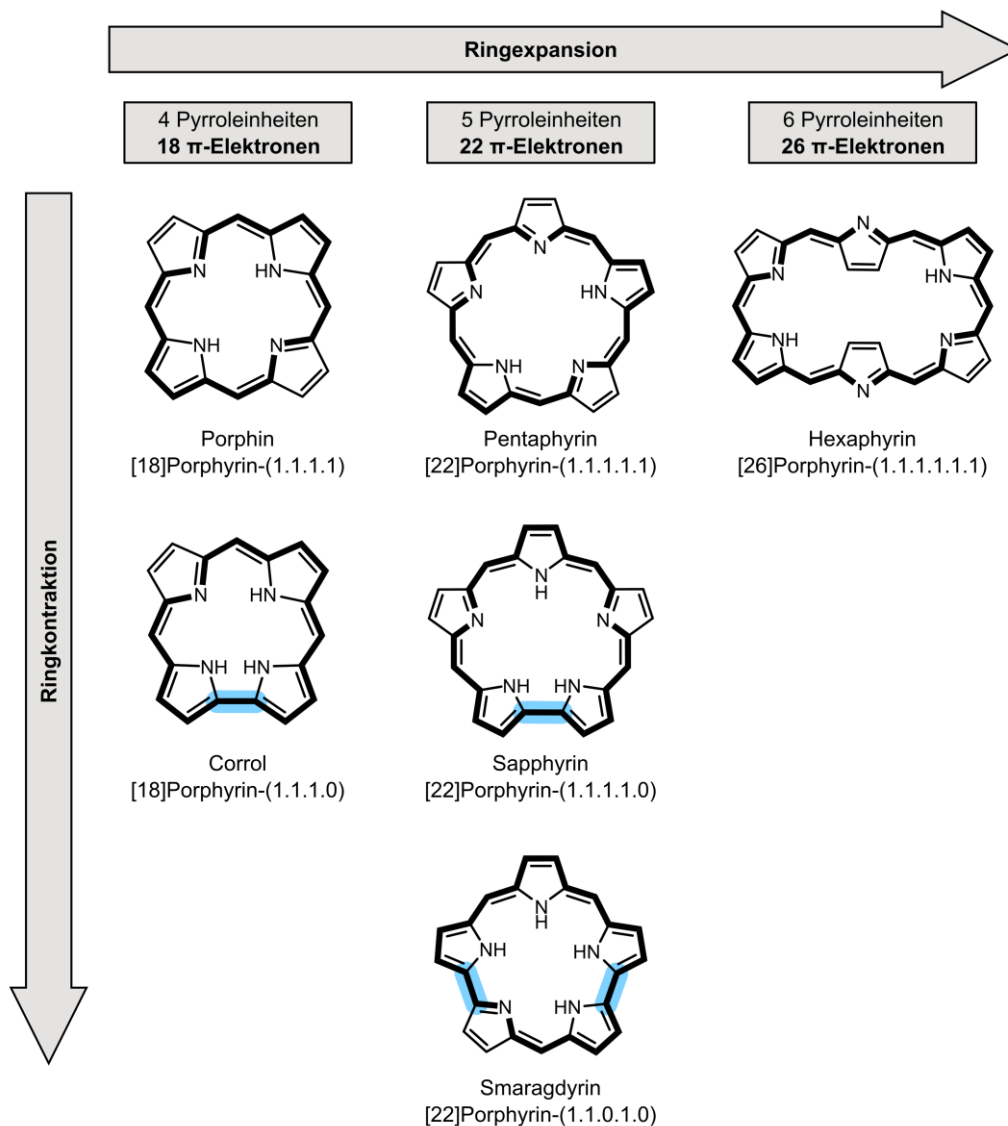 Ringexpansion
4 Pyrroleinheiten
18 π-Elektronen
5 Pyrroleinheiten
22 π-Elektronen
6 Pyrroleinheiten
26 π-Elektronen
Ringkontraktion
N
HN
NH
N
Porphin
[18]Porphyrin-(1.1.1.1)
N
N
HN
NH
N
Pentaphyrin
[22]Porphyrin-(1.1.1.1.1)
N
N
HN
NH
N
N
Hexaphyrin
[26]Porphyrin-(1.1.1.1.1.1)
N
HN
NH
HN
Corrol
[18]Porphyrin-(1.1.1.0)
N
H
N
N
NH
HN
Sapphyrin
[22]Porphyrin-(1.1.1.1.0)
N
H
NH
HN
N
HN
Smaragdyrin
[22]Porphyrin-(1.1.0.1.0)